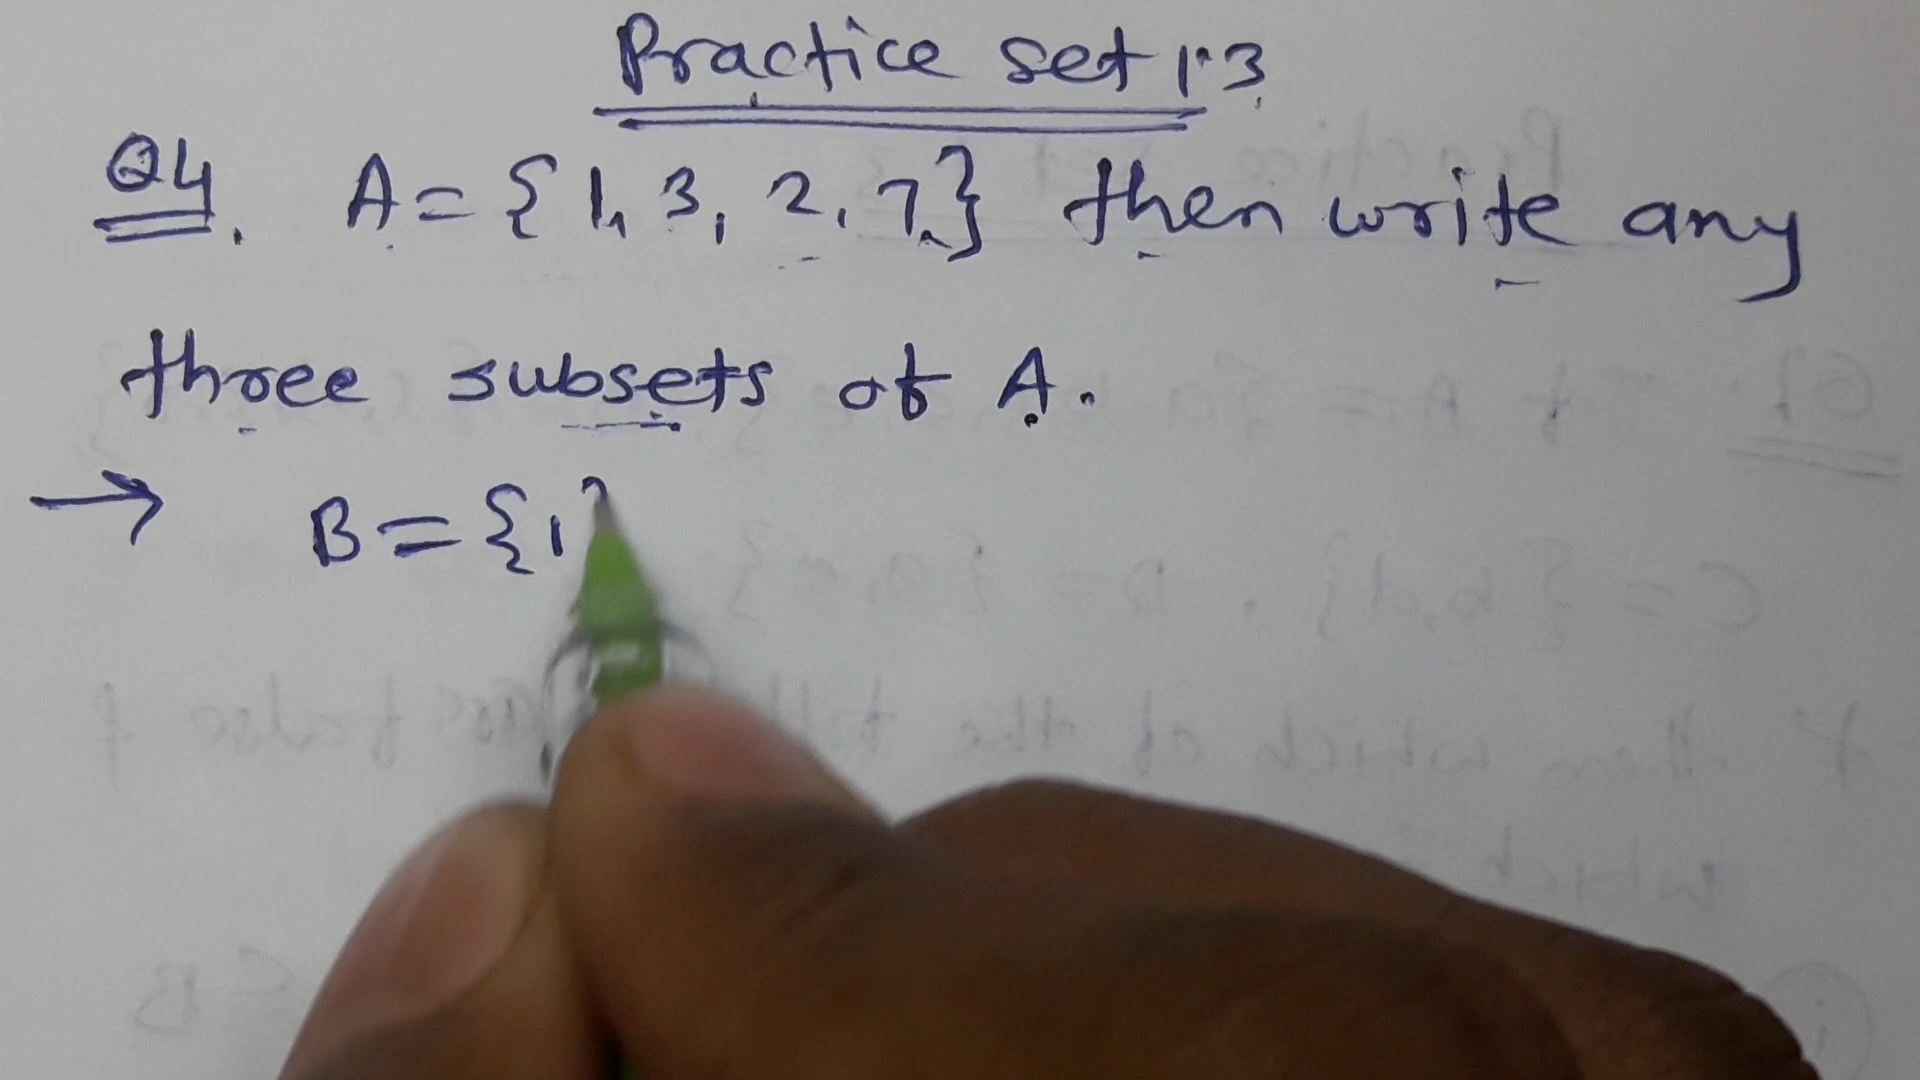 Practice set 1.3
Q4. A = { 1, 3, 2, 7 } then write any
three subsets of A.
→ B = { 1 }